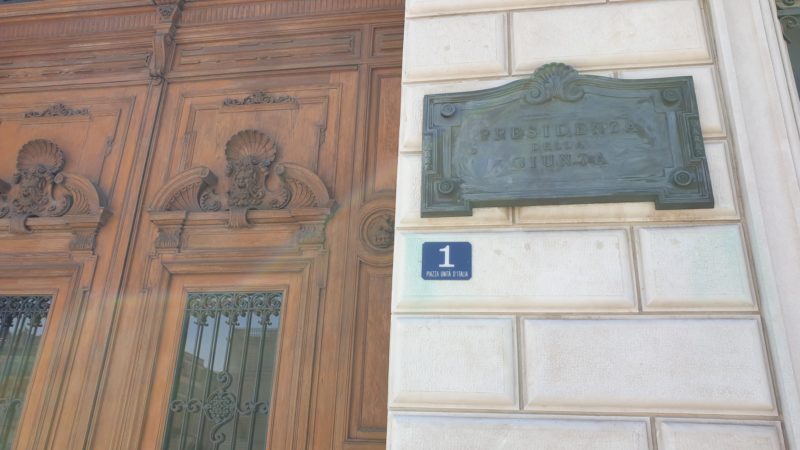 PRESIDENZA
DELLA
GIUNTA
1
PIAZZA UNITÀ D'ITALIA